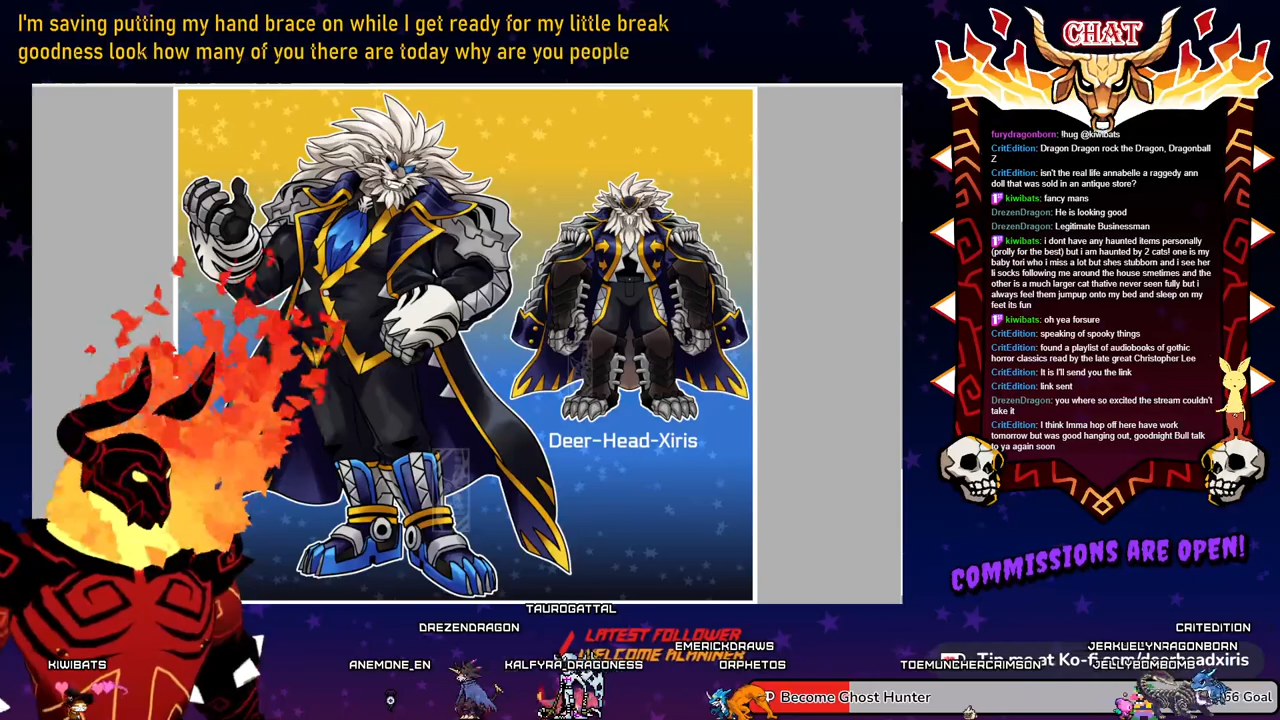 I'm saving putting my hand brace on while I get ready for my little break
goodness look how many of you there are today why are you people
CHAT
furydragonborn: !hug @kiwibats
CritEdition: Dragon Dragon rock the Dragon, Dragonball
Z
CritEdition: isn't the real life annabelle a raggedy ann
doll that was sold in an antique store?
kiwibats: fancy mans
DrezenDragon: He is looking good
DrezenDragon: Legitimate Businessman
kiwibats: i dont have any haunted items personally
(prolly for the best) but i am haunted by 2 cats! one is my
baby tori who i miss a lot but shes stubborn and i see her
li socks following me around the house smetimes and the
other is a much larger cat thative never seen fully but i
always feel them jumpup onto my bed and sleep on my
feet its fun
kiwibats: oh yea forsure
CritEdition: speaking of spooky things
CritEdition: found a playlist of audiobooks of gothic
horror classics read by the late great Christopher Lee
CritEdition: It is I'll send you the link
CritEdition: link sent
DrezenDragon: you where so excited the stream couldn't
take it
CritEdition: I think Imma hop off here have work
tomorrow but was good hanging out, goodnight Bull talk
to ya again soon
Deer-Head-Xiris
COMMISSIONS ARE OPEN!
TAUROGATTAL
DREZENDRAGON
CRITEDITION
LATEST FOLLOWER
WELCOME
EMERICKDRAWS
JERKUELYNRAGONBORN
KIWIBATS
ANEMONE_EN
KALFYRA_DRAGONESS
ORPHETOS
TOEMUNCHERCRIMSON
JELLYBOMBOMB
Tip me at Ko-fi.com/deerheadxiris
Become Ghost Hunter
Goal